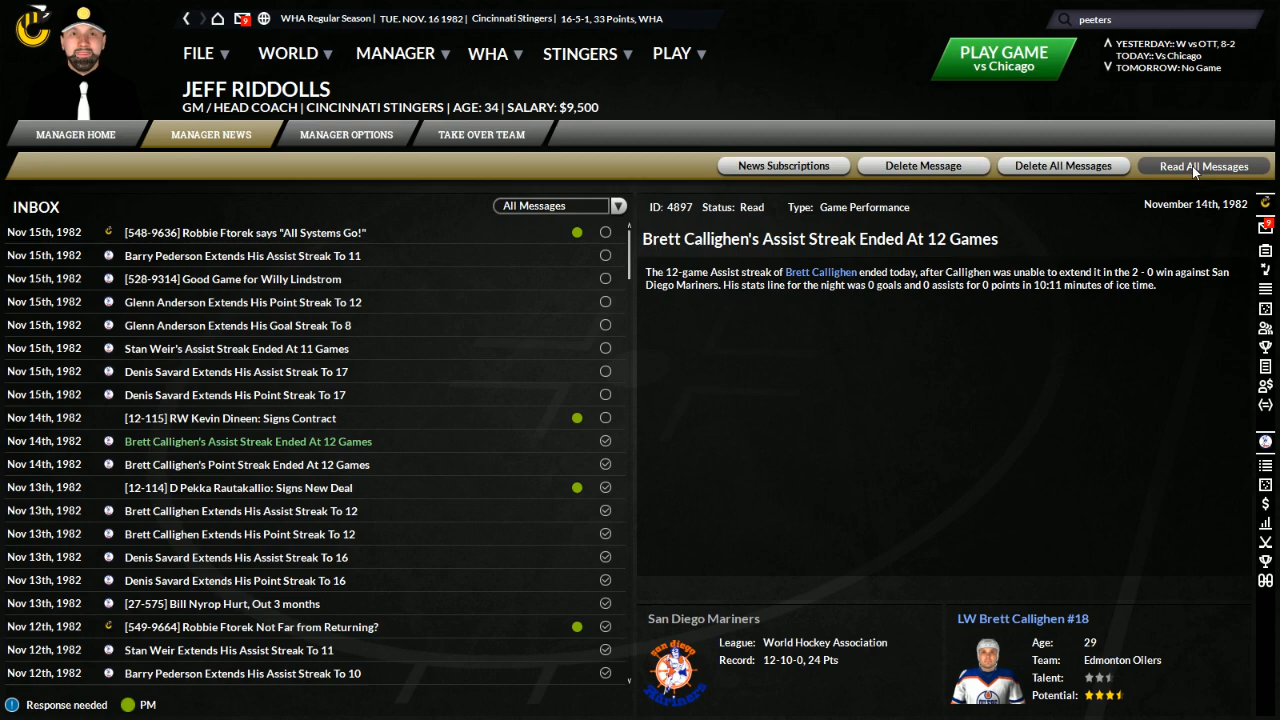 WHA Regular Season | TUE. NOV. 16 1982 | Cincinnati Stingers | 16-5-1, 33 Points, WHA
9
peeters
FILE WORLD MANAGER WHA STINGERS PLAY
PLAY GAME
vs Chicago
YESTERDAY:: W vs OTT, 8-2
TODAY:: Vs Chicago
TOMORROW: No Game
JEFF RIDDOLLS
GM / HEAD COACH | CINCINNATI STINGERS | AGE: 34 | SALARY: $9,500
MANAGER HOME MANAGER NEWS MANAGER OPTIONS TAKE OVER TEAM
News Subscriptions Delete Message Delete All Messages Read All Messages
INBOX All Messages
Nov 15th, 1982 [548-9636] Robbie Ftorek says "All Systems Go!"
Nov 15th, 1982 Barry Pederson Extends His Assist Streak To 11
Nov 15th, 1982 [528-9314] Good Game for Willy Lindstrom
Nov 15th, 1982 Glenn Anderson Extends His Point Streak To 12
Nov 15th, 1982 Glenn Anderson Extends His Goal Streak To 8
Nov 15th, 1982 Stan Weir's Assist Streak Ended At 11 Games
Nov 15th, 1982 Denis Savard Extends His Assist Streak To 17
Nov 15th, 1982 Denis Savard Extends His Point Streak To 17
Nov 14th, 1982 [12-115] RW Kevin Dineen: Signs Contract
Nov 14th, 1982 Brett Callighen's Assist Streak Ended At 12 Games
Nov 14th, 1982 Brett Callighen's Point Streak Ended At 12 Games
Nov 13th, 1982 [12-114] D Pekka Rautakallio: Signs New Deal
Nov 13th, 1982 Brett Callighen Extends His Assist Streak To 12
Nov 13th, 1982 Brett Callighen Extends His Point Streak To 12
Nov 13th, 1982 Denis Savard Extends His Assist Streak To 16
Nov 13th, 1982 Denis Savard Extends His Point Streak To 16
Nov 13th, 1982 [27-575] Bill Nyrop Hurt, Out 3 months
Nov 12th, 1982 [549-9664] Robbie Ftorek Not Far from Returning?
Nov 12th, 1982 Stan Weir Extends His Assist Streak To 11
Nov 12th, 1982 Barry Pederson Extends His Assist Streak To 10
Response needed PM
ID: 4897 Status: Read Type: Game Performance November 14th, 1982
Brett Callighen's Assist Streak Ended At 12 Games
The 12-game Assist streak of Brett Callighen ended today, after Callighen was unable to extend it in the 2 - 0 win against San
Diego Mariners. His stats line for the night was 0 goals and 0 assists for 0 points in 10:11 minutes of ice time.
San Diego Mariners
san diego
Mariners
League: World Hockey Association
Record: 12-10-0, 24 Pts
LW Brett Callighen #18
Age: 29
Team: Edmonton Oilers
Talent:
Potential:
9